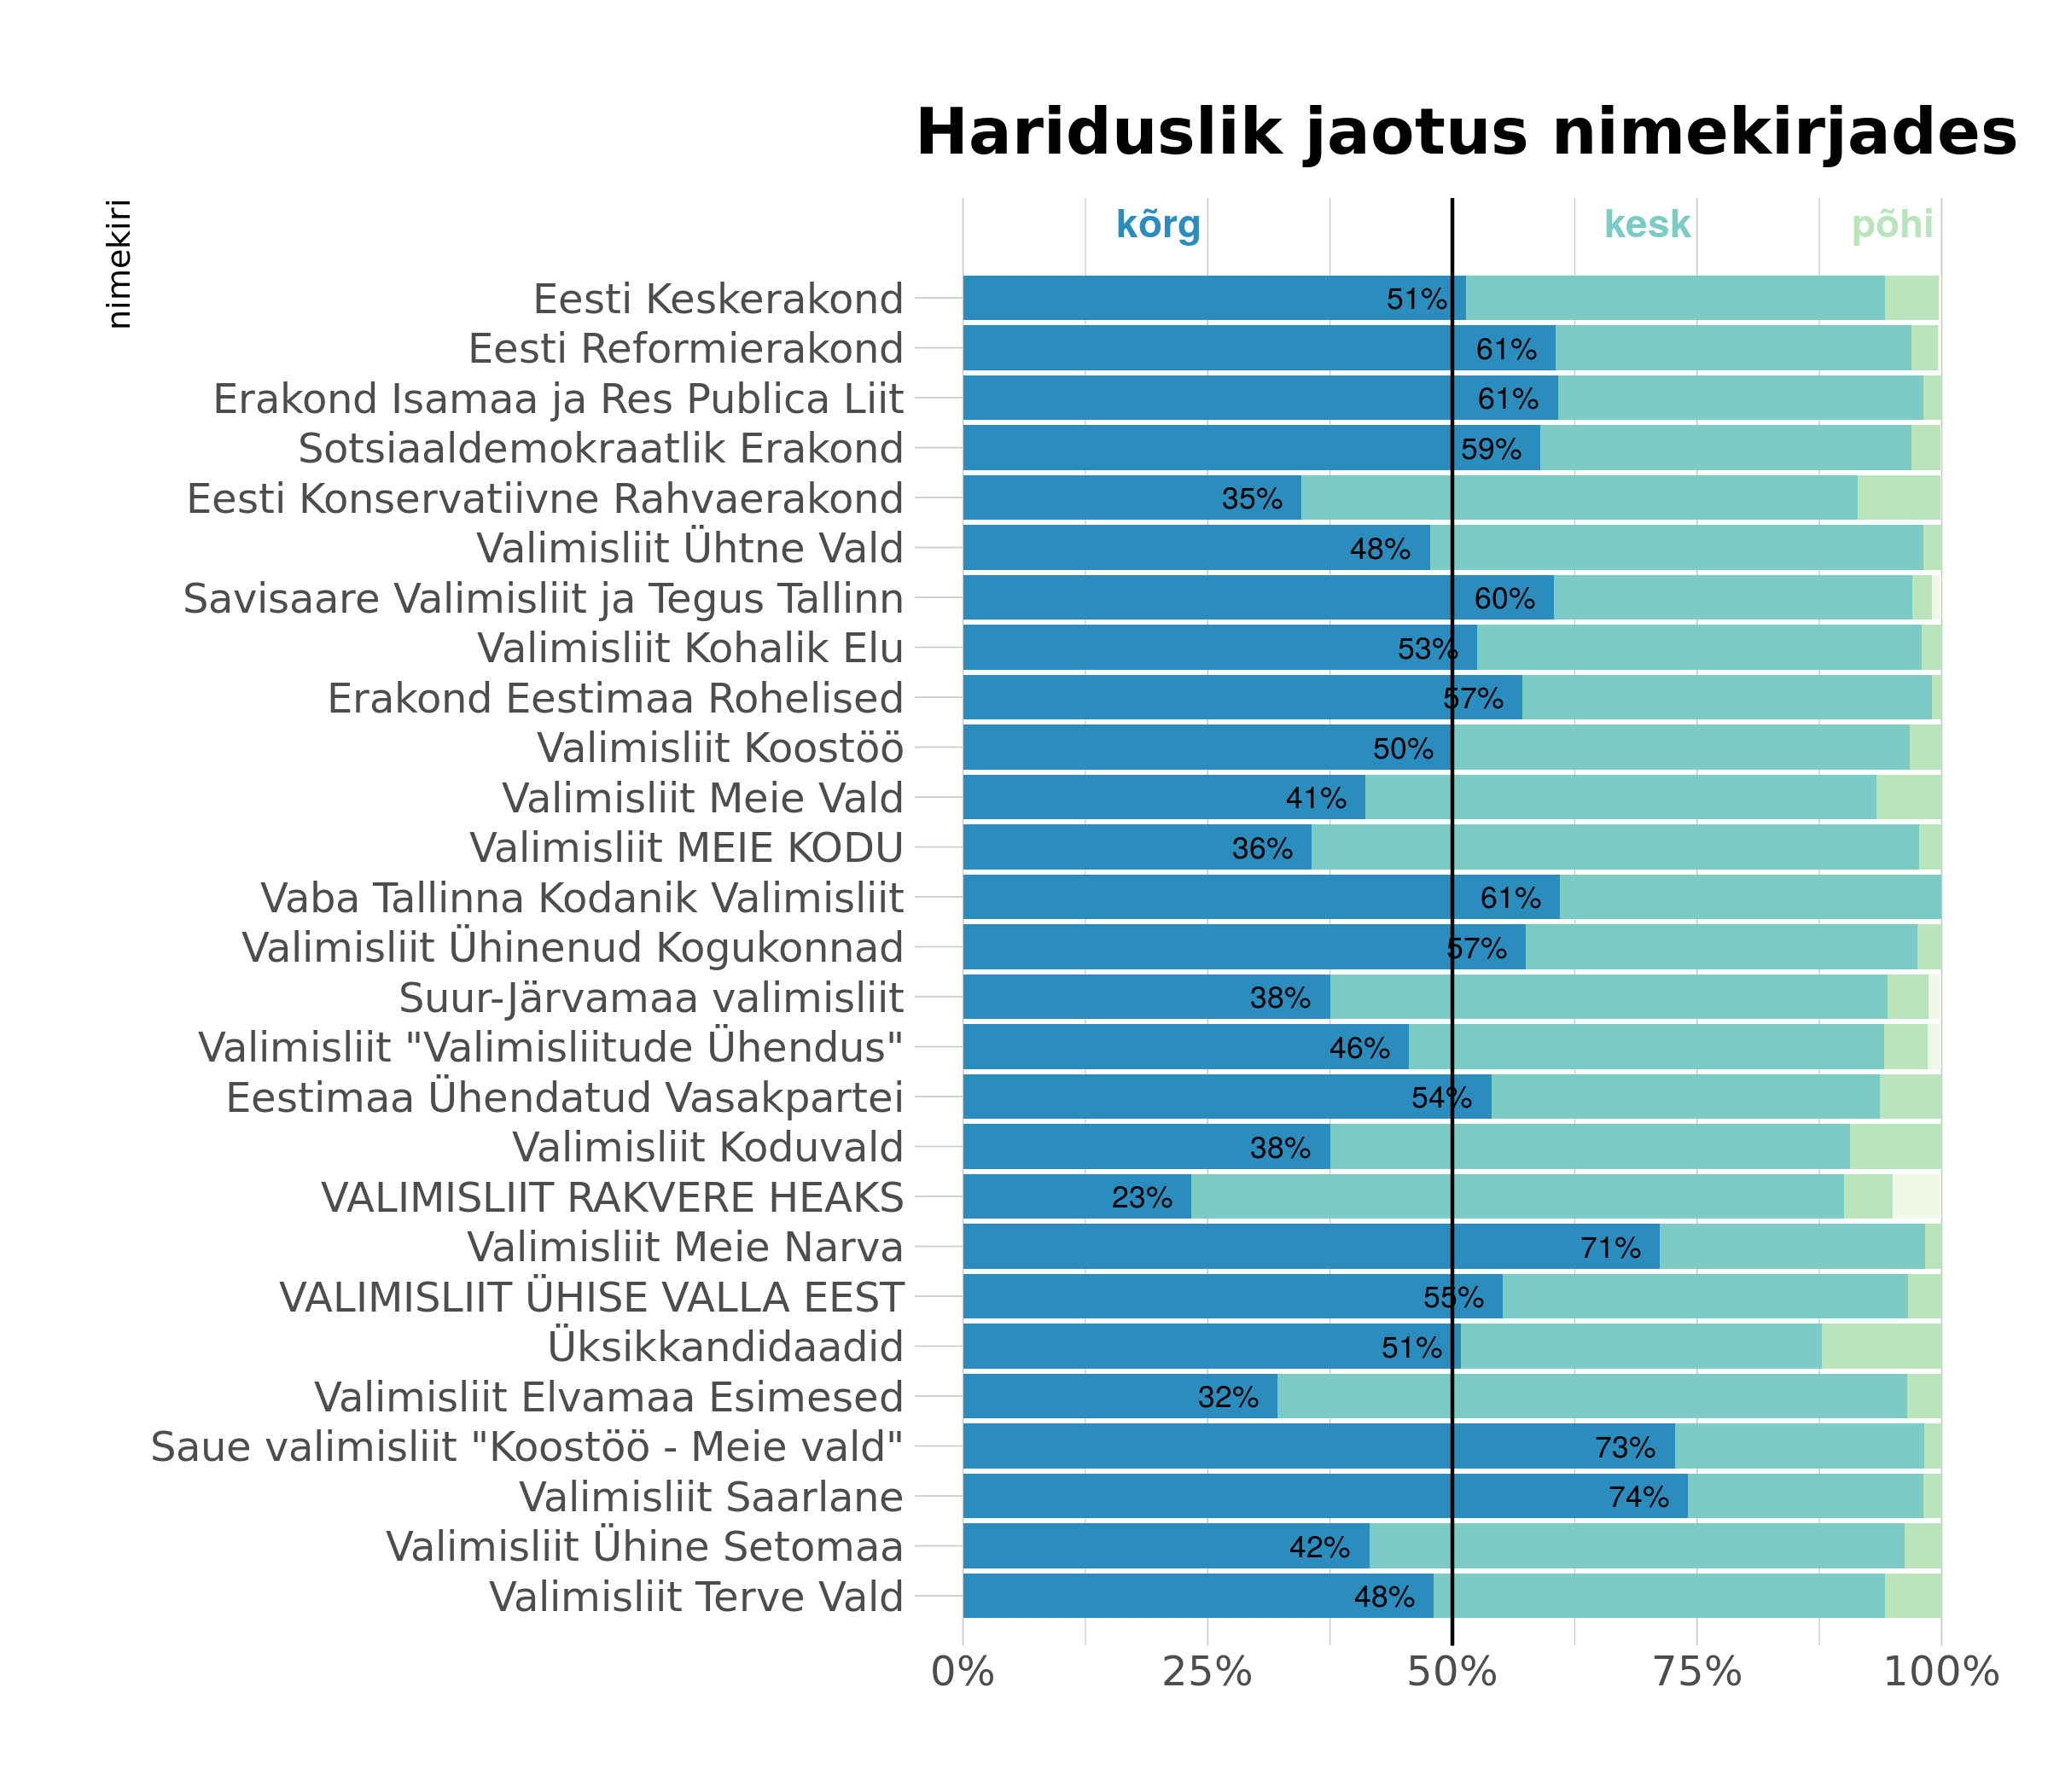 Hariduslik jaotus nimekirjades
nimekiri
kõrg kesk põhi
Eesti Keskerakond 51%
Eesti Reformierakond 61%
Erakond Isamaa ja Res Publica Liit 61%
Sotsiaaldemokraatlik Erakond 59%
Eesti Konservatiivne Rahvaerakond 35%
Valimisliit Ühtne Vald 48%
Savisaare Valimisliit ja Tegus Tallinn 60%
Valimisliit Kohalik Elu 53%
Erakond Eestimaa Rohelised 57%
Valimisliit Koostöö 50%
Valimisliit Meie Vald 41%
Valimisliit MEIE KODU 36%
Vaba Tallinna Kodanik Valimisliit 61%
Valimisliit Ühinenud Kogukonnad 57%
Suur-Järvamaa valimisliit 38%
Valimisliit "Valimisliitude Ühendus" 46%
Eestimaa Ühendatud Vasakpartei 54%
Valimisliit Koduvald 38%
VALIMISLIIT RAKVERE HEAKS 23%
Valimisliit Meie Narva 71%
VALIMISLIIT ÜHISE VALLA EEST 55%
Üksikkandidaadid 51%
Valimisliit Elvamaa Esimesed 32%
Saue valimisliit "Koostöö - Meie vald" 73%
Valimisliit Saarlane 74%
Valimisliit Ühine Setomaa 42%
Valimisliit Terve Vald 48%
0% 25% 50% 75% 100%